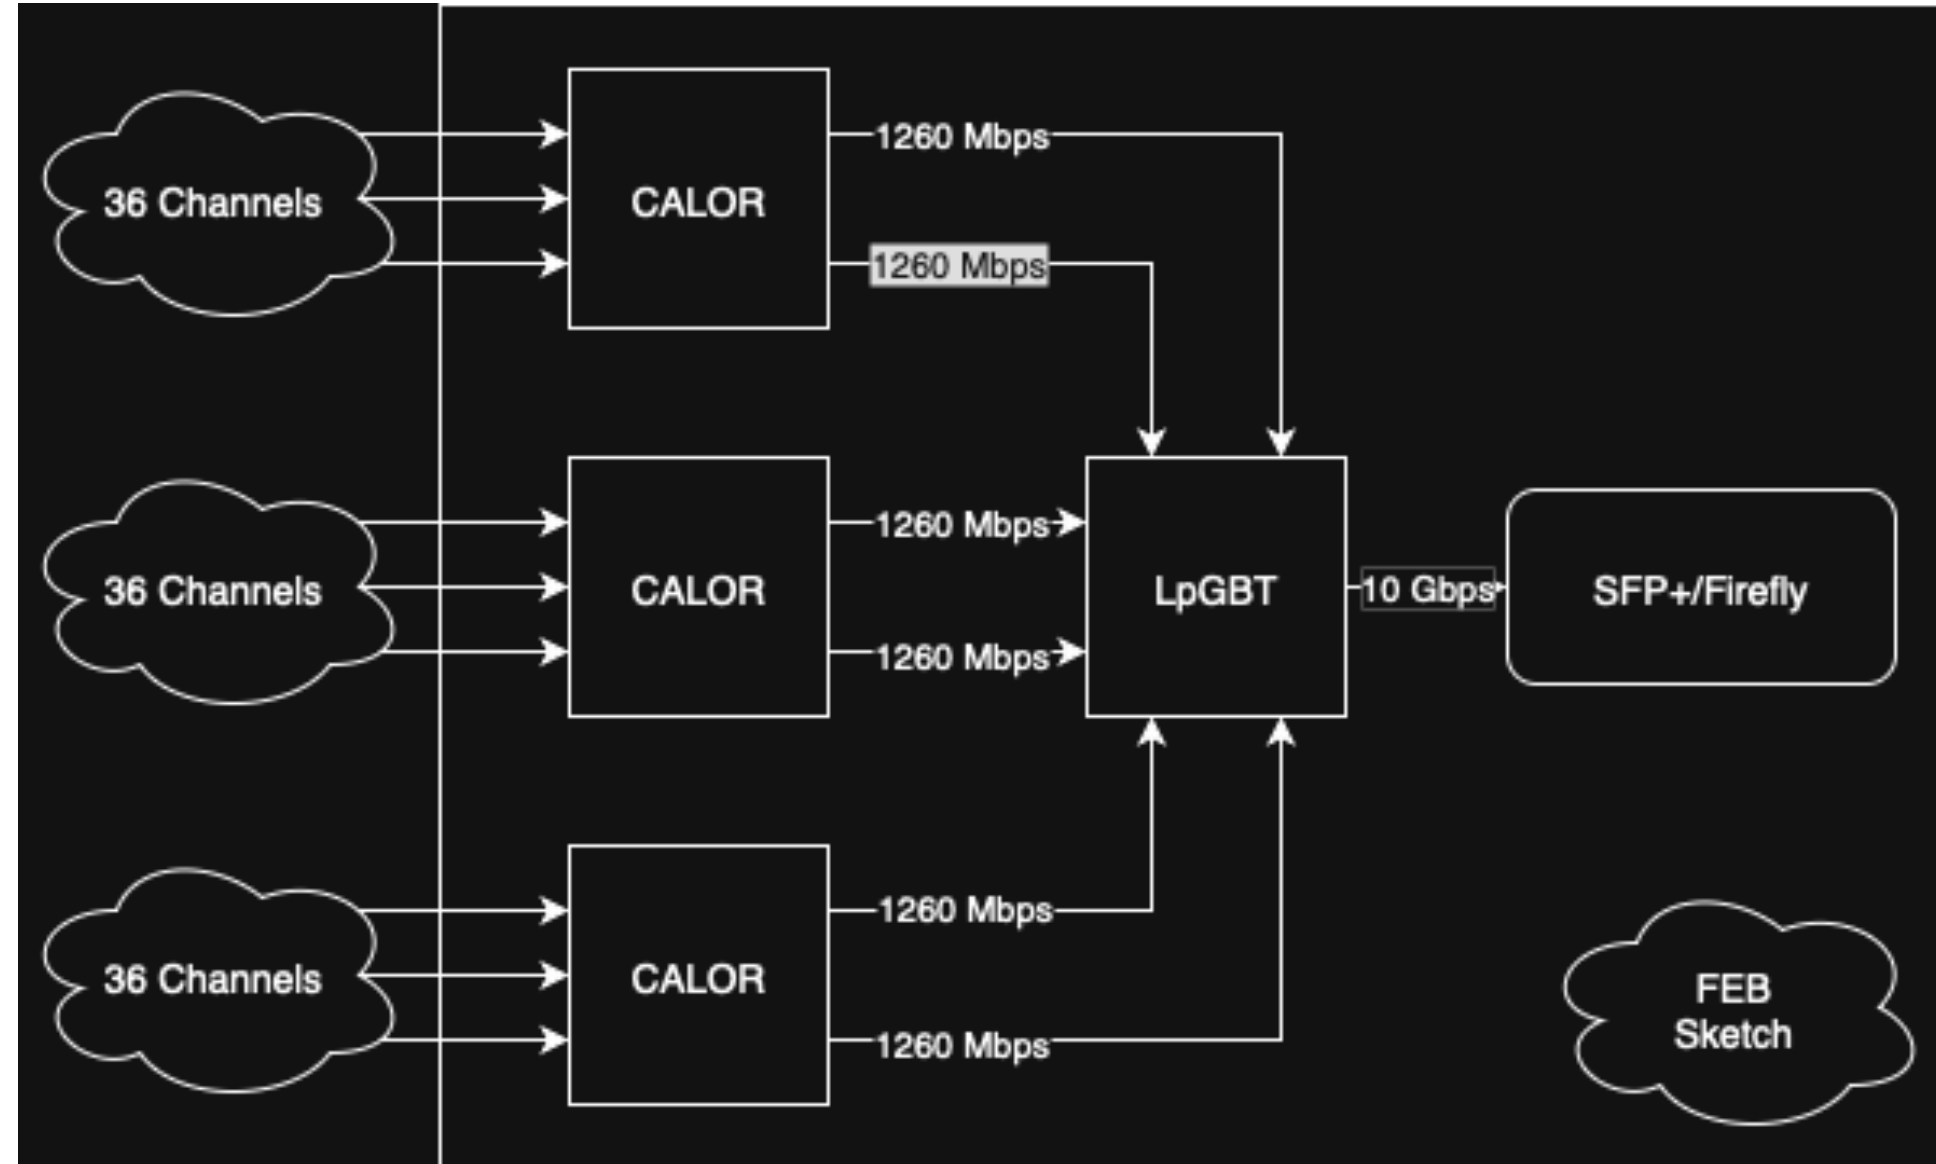 36 Channels
CALOR
1260 Mbps
1260 Mbps
36 Channels
CALOR
1260 Mbps
1260 Mbps
LpGBT
10 Gbps
SFP+/Firefly
36 Channels
CALOR
1260 Mbps
1260 Mbps
FEB
Sketch